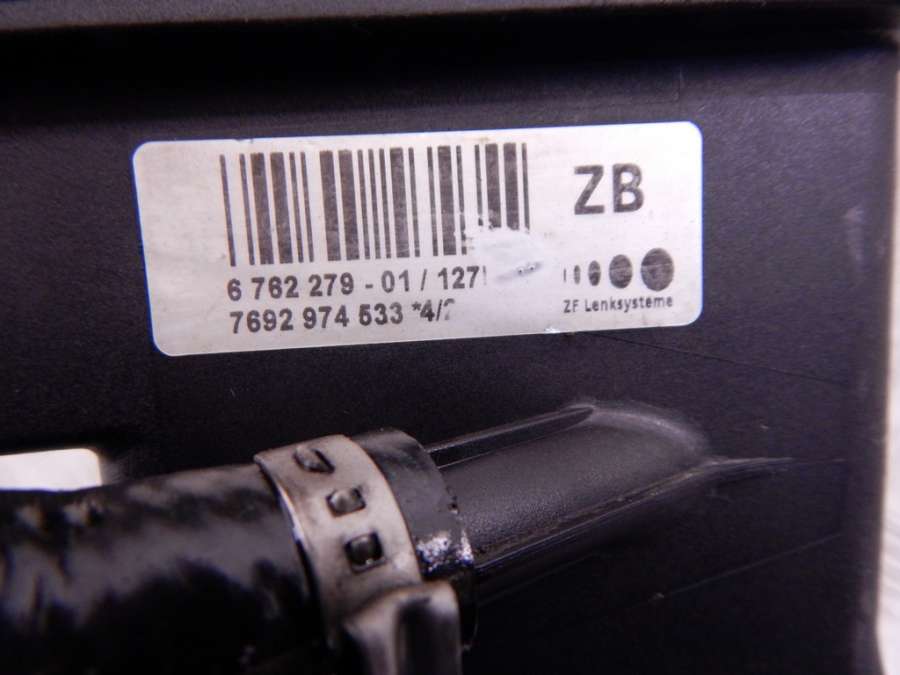 ZB
6 762 279 - 01 / 127
7692 974 533 *4/
ZF Lenksysteme